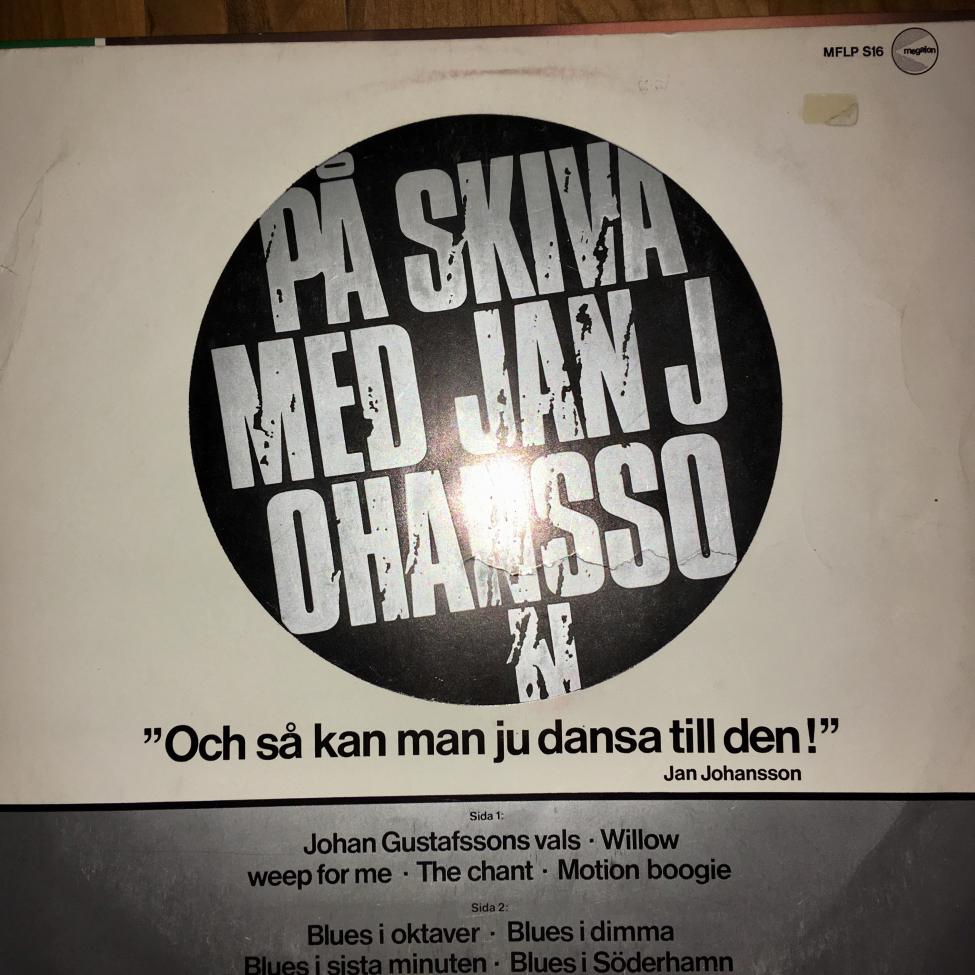 MFLP S16 megafon
PÅ SKIVA
MED JAN J
OHANSSO
N
”Och så kan man ju dansa till den!”
Jan Johansson
Sida 1:
Johan Gustafssons vals · Willow
weep for me · The chant · Motion boogie
Sida 2:
Blues i oktaver · Blues i dimma
Blues i sista minuten · Blues i Söderhamn